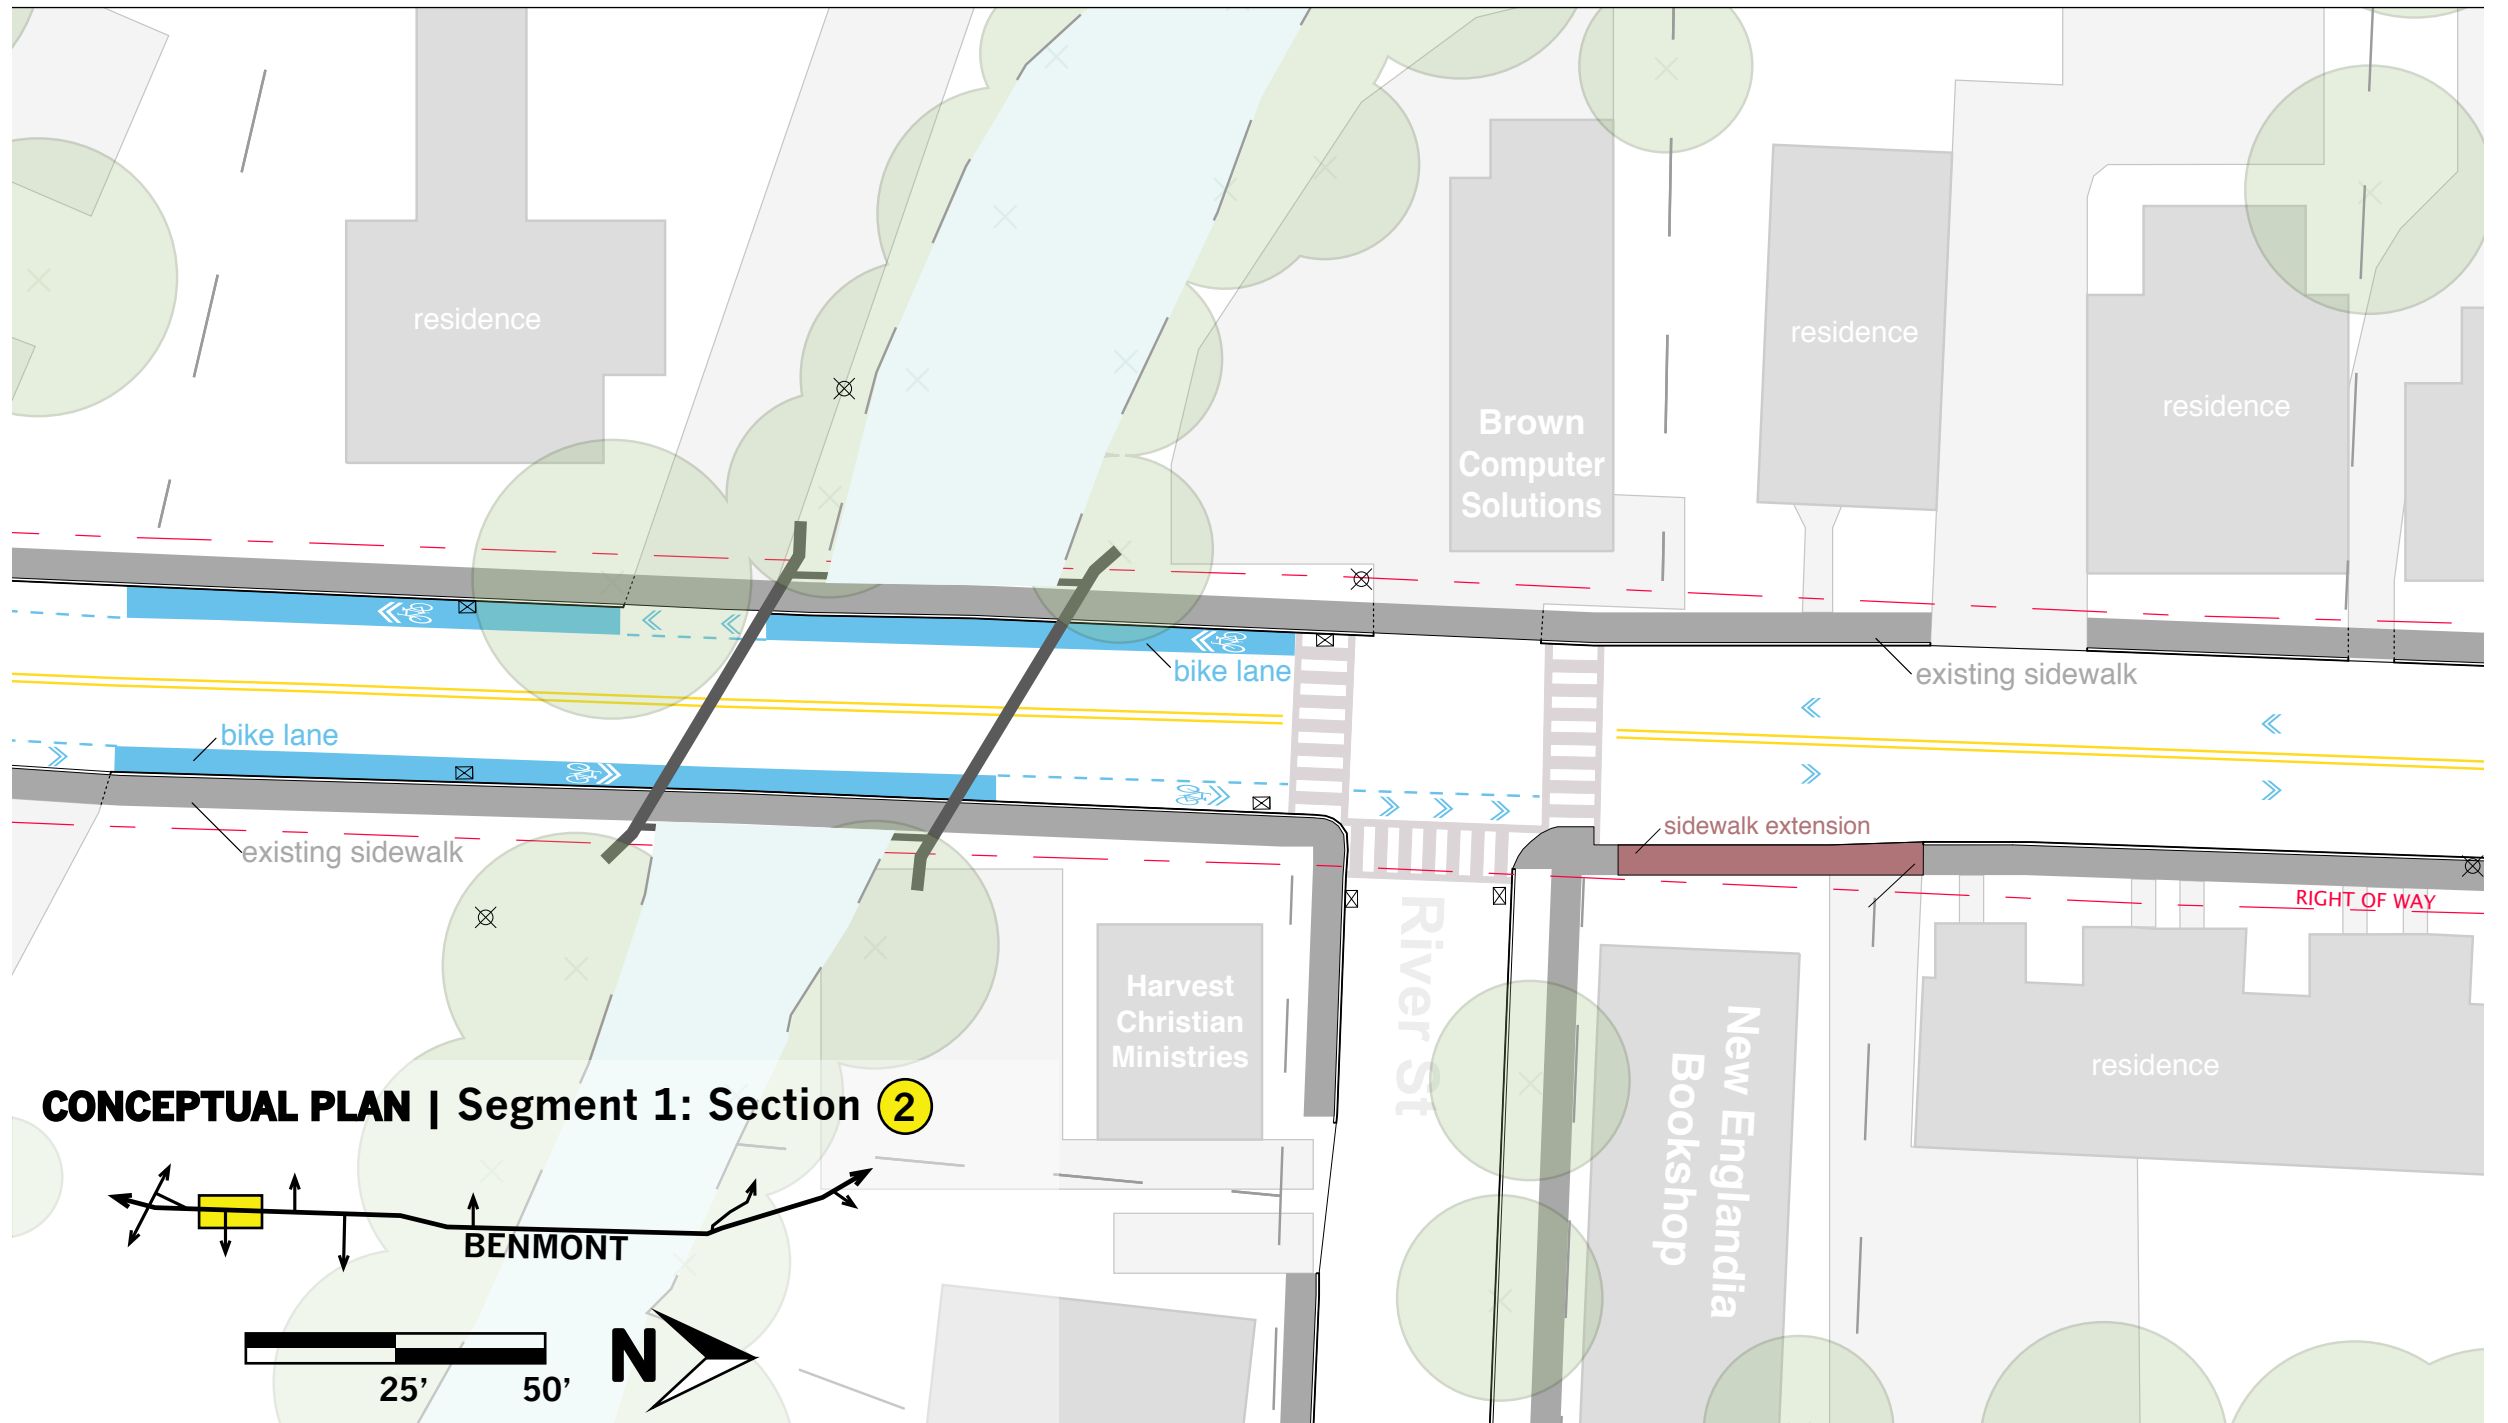 residence
Brown
Computer
Solutions
residence
residence
bike lane
existing sidewalk
bike lane
existing sidewalk
sidewalk extension
RIGHT OF WAY
River St
Harvest
Christian
Ministries
New Englandia
Bookshop
residence
CONCEPTUAL PLAN | Segment 1: Section 2
BENMONT
25’ 50’
N